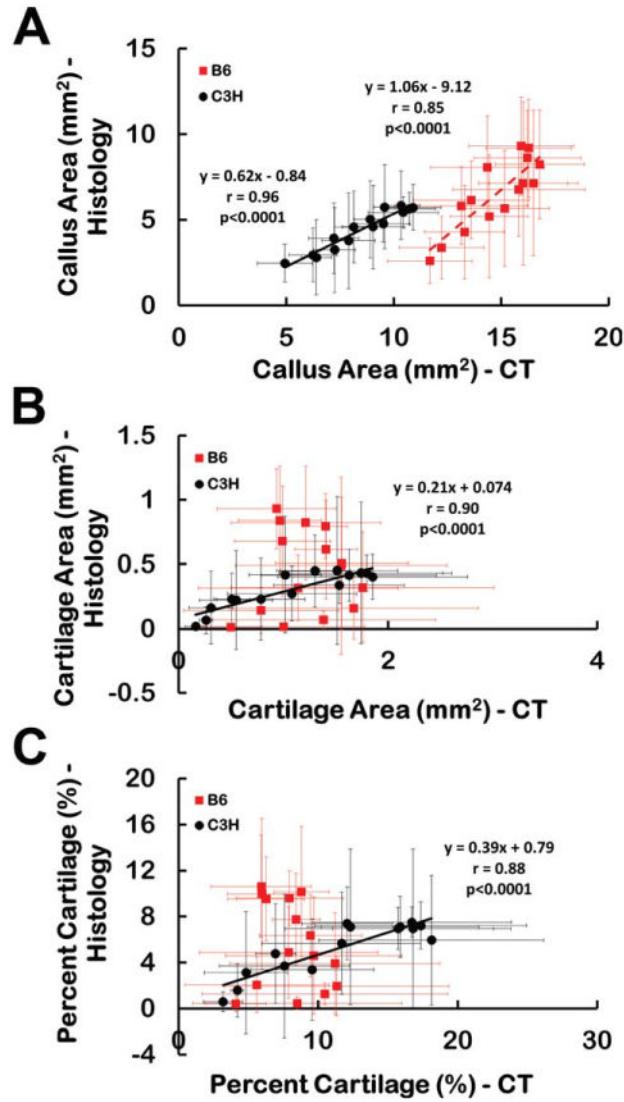 A
Callus Area (mm²) -
Histology
15
10
5
0
B6
C3H
y = 1.06x - 9.12
r = 0.85
p<0.0001
y = 0.62x - 0.84
r = 0.96
p<0.0001
0 5 10 15 20
Callus Area (mm²) - CT
B
Cartilage Area (mm²) -
Histology
1.5
1
0.5
0
-0.5
B6
C3H
y = 0.21x + 0.074
r = 0.90
p<0.0001
0 2 4
Cartilage Area (mm²) - CT
C
Percent Cartilage (%) -
Histology
20
16
12
8
4
0
-4
B6
C3H
y = 0.39x + 0.79
r = 0.88
p<0.0001
0 10 20 30
Percent Cartilage (%) - CT